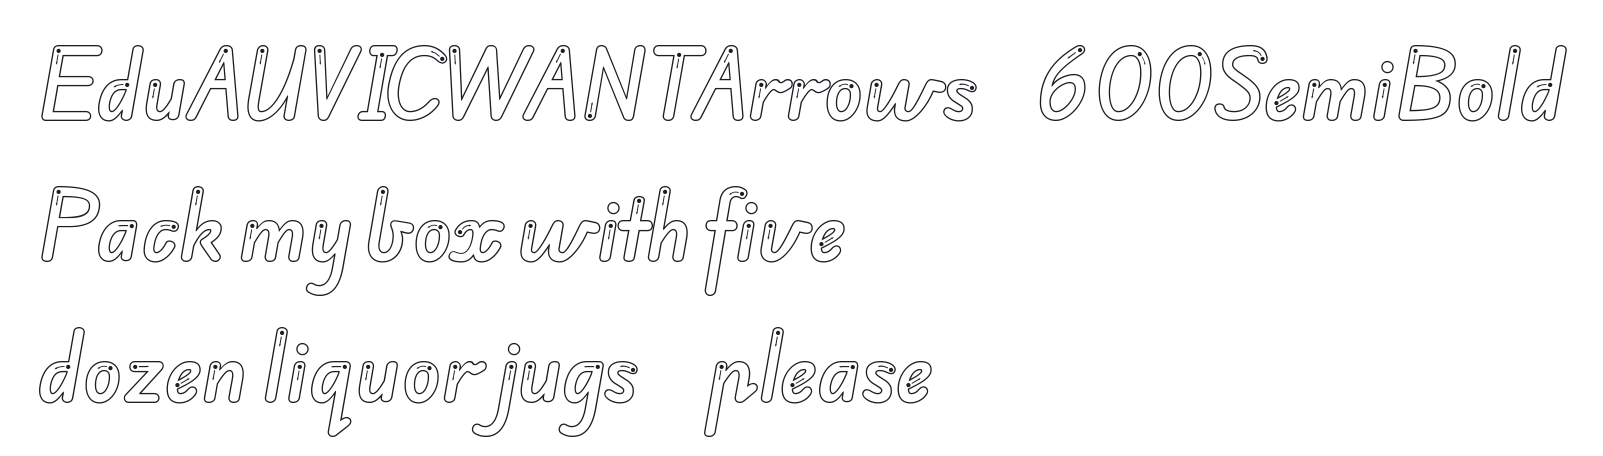 EduAUVICWANTArrows 600SemiBold
Pack my box with five
dozen liquor jugs please